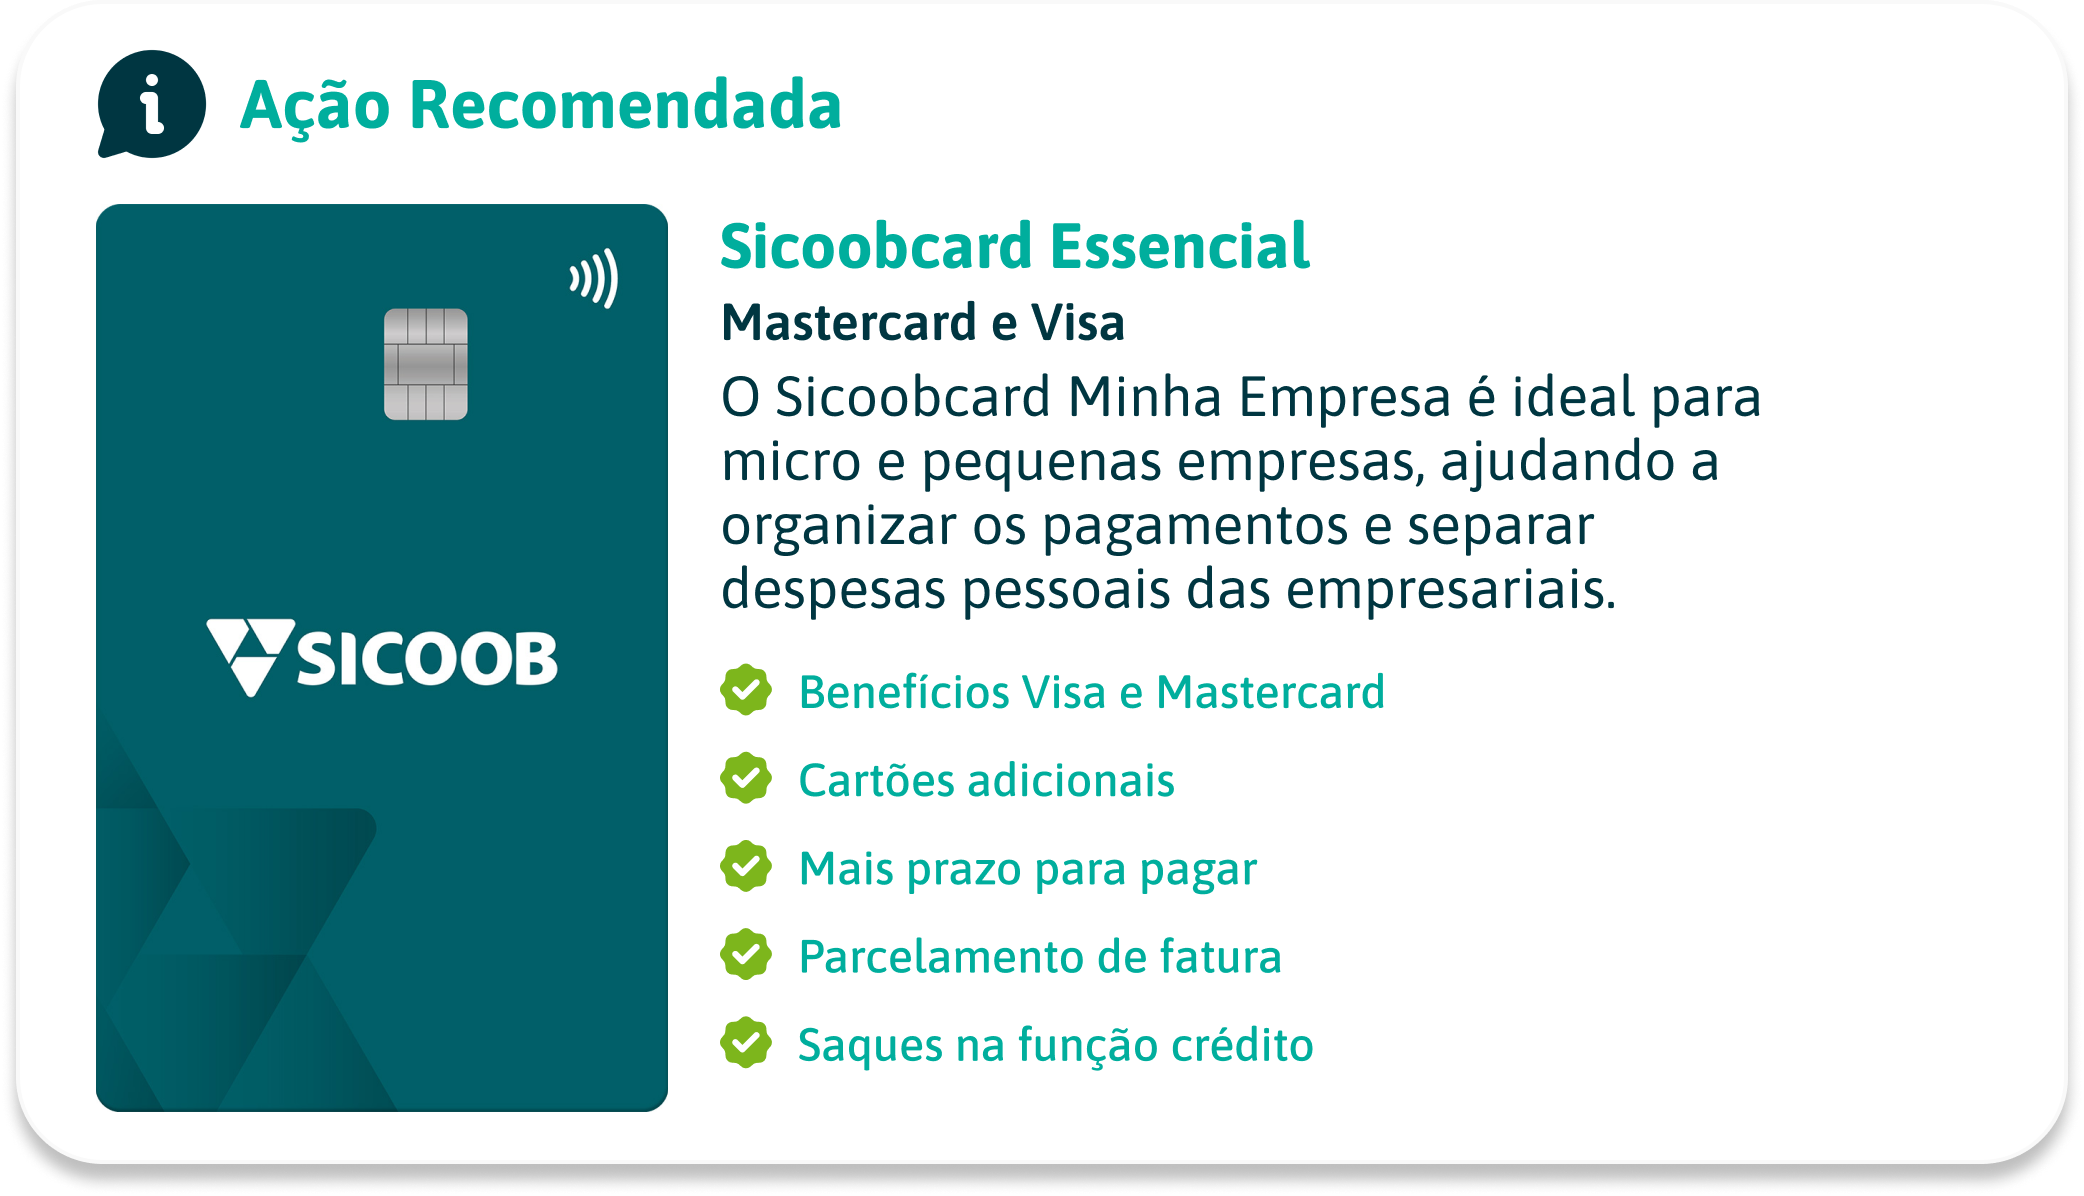 Ação Recomendada
SICOOB
Sicoobcard Essencial
Mastercard e Visa
O Sicoobcard Minha Empresa é ideal para
micro e pequenas empresas, ajudando a
organizar os pagamentos e separar
despesas pessoais das empresariais.
Benefícios Visa e Mastercard
Cartões adicionais
Mais prazo para pagar
Parcelamento de fatura
Saques na função crédito